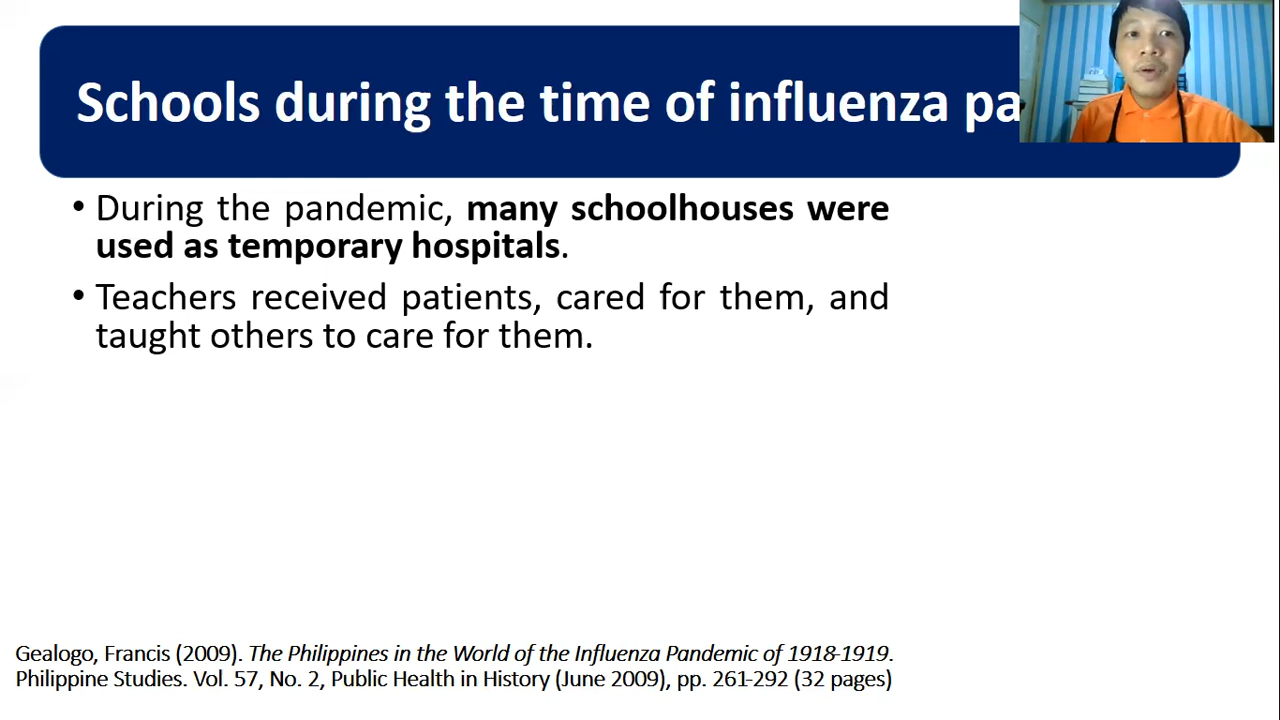 Schools during the time of influenza pa
• During the pandemic, many schoolhouses were
used as temporary hospitals.
• Teachers received patients, cared for them, and
taught others to care for them.
Gealogo, Francis (2009). The Philippines in the World of the Influenza Pandemic of 1918-1919.
Philippine Studies. Vol. 57, No. 2, Public Health in History (June 2009), pp. 261-292 (32 pages)